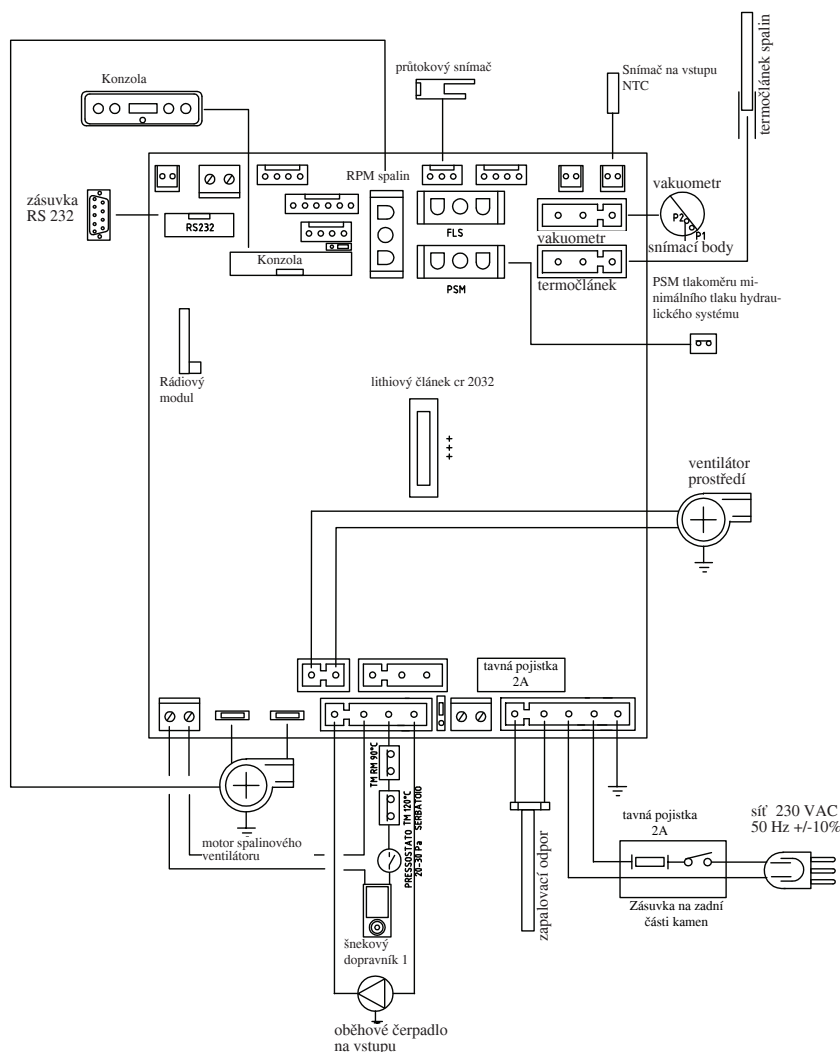 Konzola
průtokový snímač
Snímač na vstupu
NTC
termočlánek spalin
RPM spalin
zásuvka
RS 232
RS232
Konzola
FLS
PSM
vakuometr
termočlánek
vakuometr
P2
P1
snímací body
PSM tlakoměru mi-
nimálního tlaku hydrau-
lického systému
Rádiový
modul
lithiový článek cr 2032
+++
ventilátor
prostředí
tavná pojistka
2A
TM RM 90°C
PRESSOSTATO TM 120°C
20-30 Pa SERBATOIO
motor spalinového
ventilátoru
šnekový
dopravník 1
oběhové čerpadlo
na vstupu
zapalovací odpor
tavná pojistka
2A
Zásuvka na zadní
části kamen
síť 230 VAC
50 Hz +/-10%